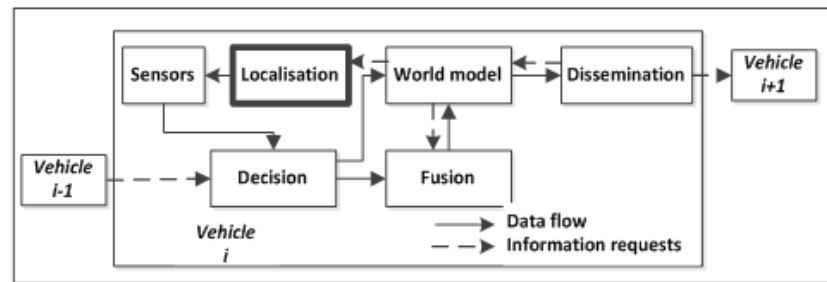 Sensors
Localisation
World model
Dissemination
Vehicle
i+1
Vehicle
i-1
Decision
Fusion
Vehicle
i
Data flow
Information requests